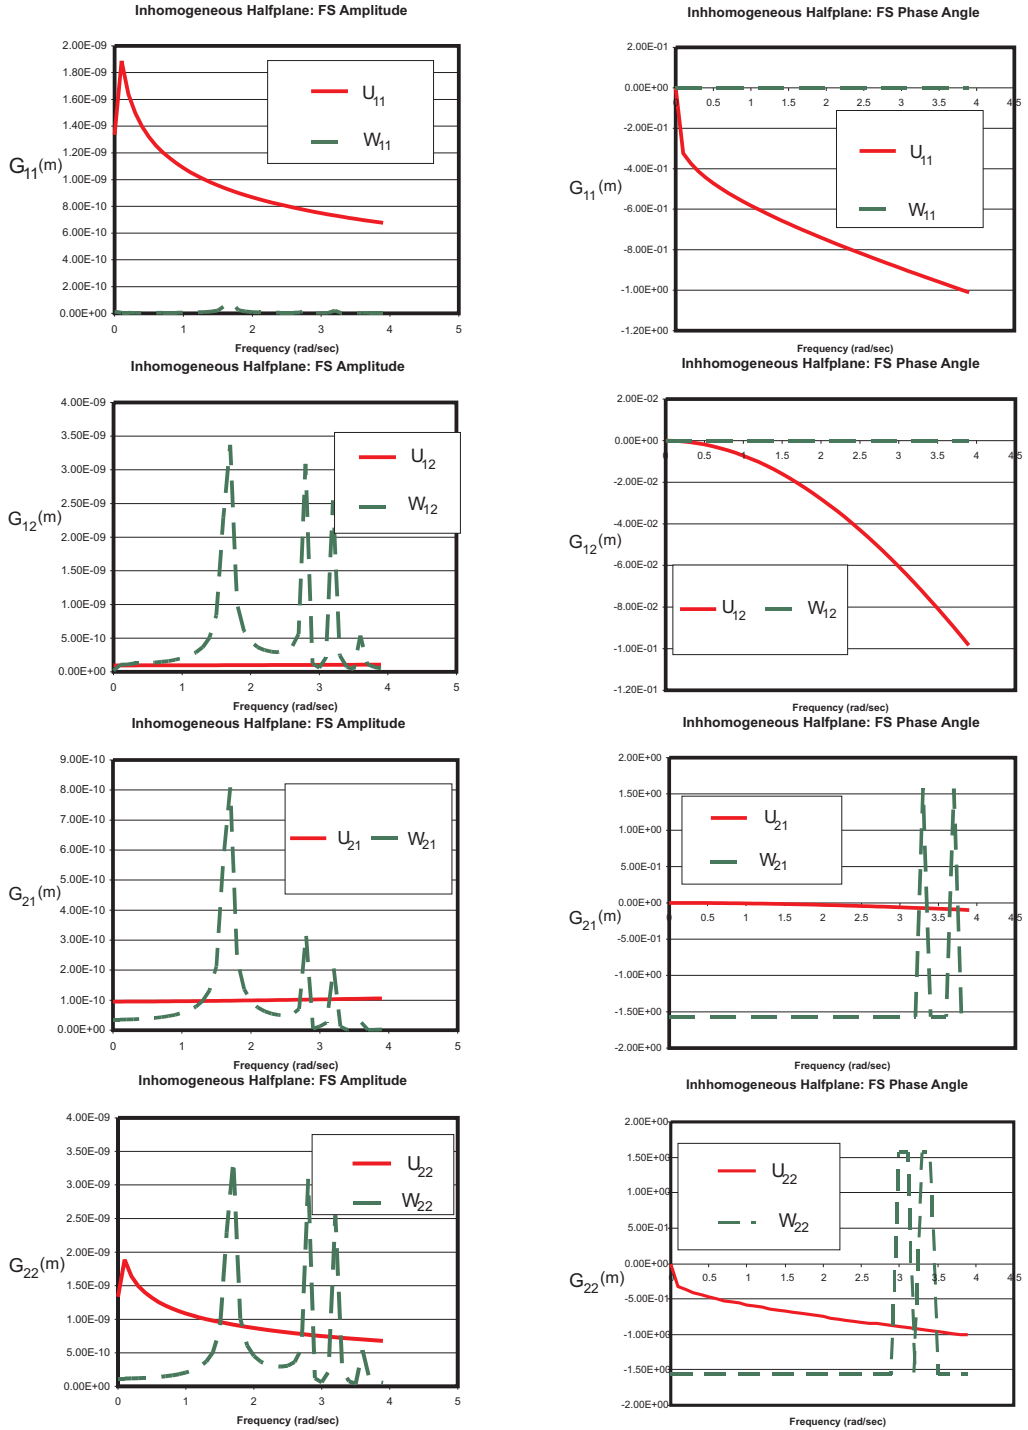 Inhomogeneous Halfplane: FS Amplitude
2.00E-09
1.80E-09
1.60E-09
1.40E-09
1.20E-09
1.00E-09
8.00E-10
6.00E-10
4.00E-10
2.00E-10
0.00E+00
G11(m)
U11
W11
0 1 2 3 4 5
Frequency (rad/sec)
Inhhomogeneous Halfplane: FS Phase Angle
2.00E-01
0.00E+00
-2.00E-01
-4.00E-01
-6.00E-01
-8.00E-01
-1.00E+00
-1.20E+00
G11(m)
0.5 1 1.5 2 2.5 3 3.5 4 4.5
U11
W11
Frequency (rad/sec)
Inhomogeneous Halfplane: FS Amplitude
4.00E-09
3.50E-09
3.00E-09
2.50E-09
2.00E-09
1.50E-09
1.00E-09
5.00E-10
0.00E+00
G12(m)
U12
W12
0 1 2 3 4 5
Frequency (rad/sec)
Inhhomogeneous Halfplane: FS Phase Angle
2.00E-02
0.00E+00
-2.00E-02
-4.00E-02
-6.00E-02
-8.00E-02
-1.00E-01
-1.20E-01
G12(m)
0.5 1 1.5 2 2.5 3 3.5 4 4.5
U12 W12
Frequency (rad/sec)
Inhomogeneous Halfplane: FS Amplitude
9.00E-10
8.00E-10
7.00E-10
6.00E-10
5.00E-10
4.00E-10
3.00E-10
2.00E-10
1.00E-10
0.00E+00
G21(m)
U21 W21
0 1 2 3 4 5
Frequency (rad/sec)
Inhhomogeneous Halfplane: FS Phase Angle
2.00E+00
1.50E+00
1.00E+00
5.00E-01
0.00E+00
-5.00E-01
-1.00E+00
-1.50E+00
-2.00E+00
G21(m)
U21
W21
0.5 1 1.5 2 2.5 3 3.5 4 4.5
Frequency (rad/sec)
Inhomogeneous Halfplane: FS Amplitude
4.00E-09
3.50E-09
3.00E-09
2.50E-09
2.00E-09
1.50E-09
1.00E-09
5.00E-10
0.00E+00
G22(m)
U22
W22
0 1 2 3 4 5
Frequency (rad/sec)
Inhhomogeneous Halfplane: FS Phase Angle
2.00E+00
1.50E+00
1.00E+00
5.00E-01
0.00E+00
-5.00E-01
-1.00E+00
-1.50E+00
-2.00E+00
G22(m)
U22
W22
0.5 1 1.5 2 2.5 3 3.5 4 4.5
Frequency (rad/sec)